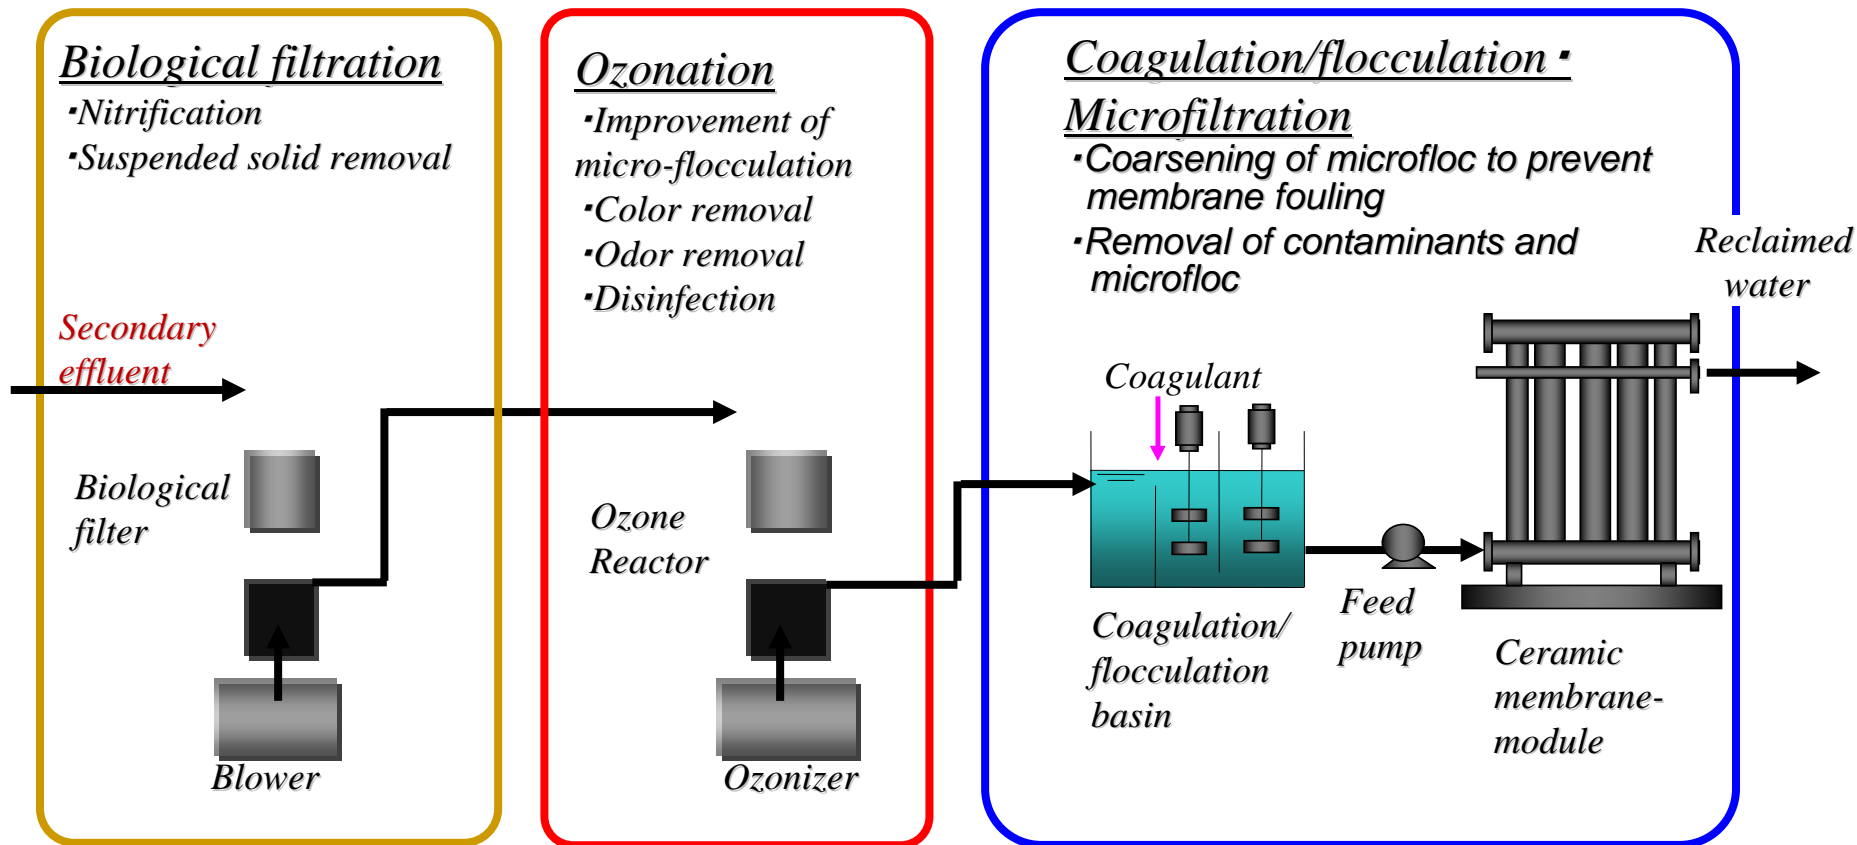 Biological filtration
・Nitrification
・Suspended solid removal
Secondary
effluent
Biological
filter
Blower
Ozonation
・Improvement of
micro-flocculation
・Color removal
・Odor removal
・Disinfection
Ozone
Reactor
Ozonizer
Coagulation/flocculation・
Microfiltration
・Coarsening of microfloc to prevent
membrane fouling
・Removal of contaminants and
microfloc
Coagulant
Coagulation/
flocculation
basin
Feed
pump
Ceramic
membrane-
module
Reclaimed
water